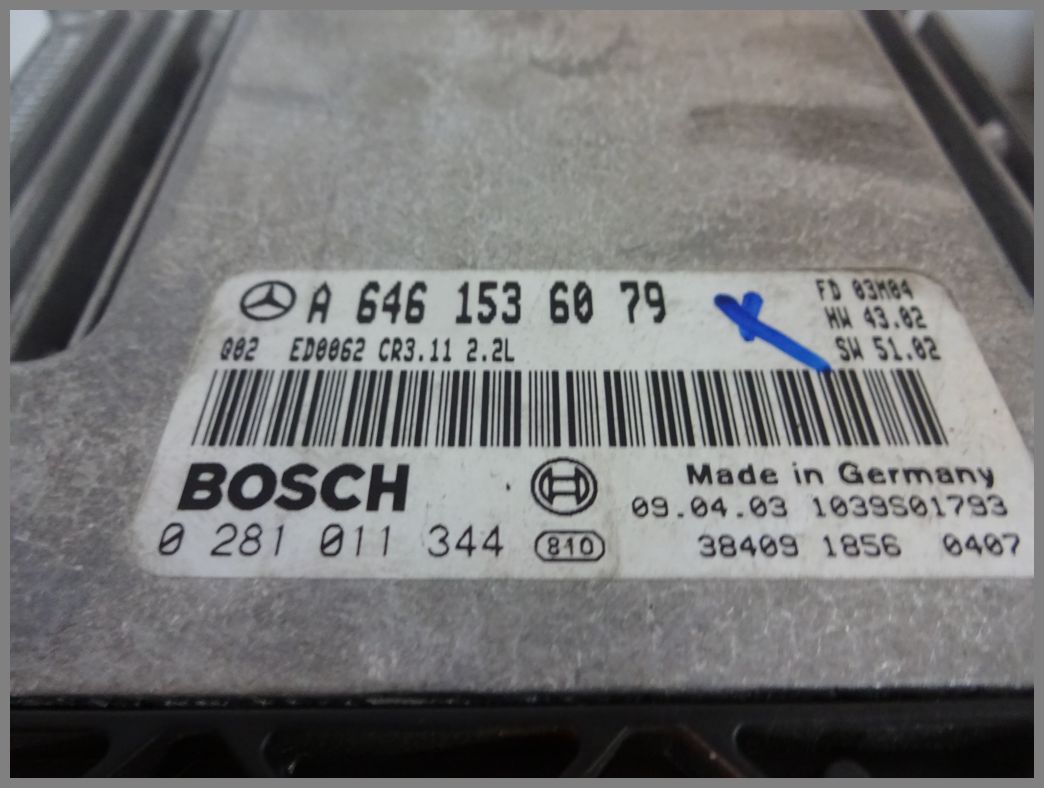 A 646 153 60 79
FD 03M04
HW 43.02
Q02 ED0062 CR3.11 2.2L
SW 51.02
BOSCH
Made in Germany
09.04.03 1039S01793
0 281 011 344
810
38409 1856 0407